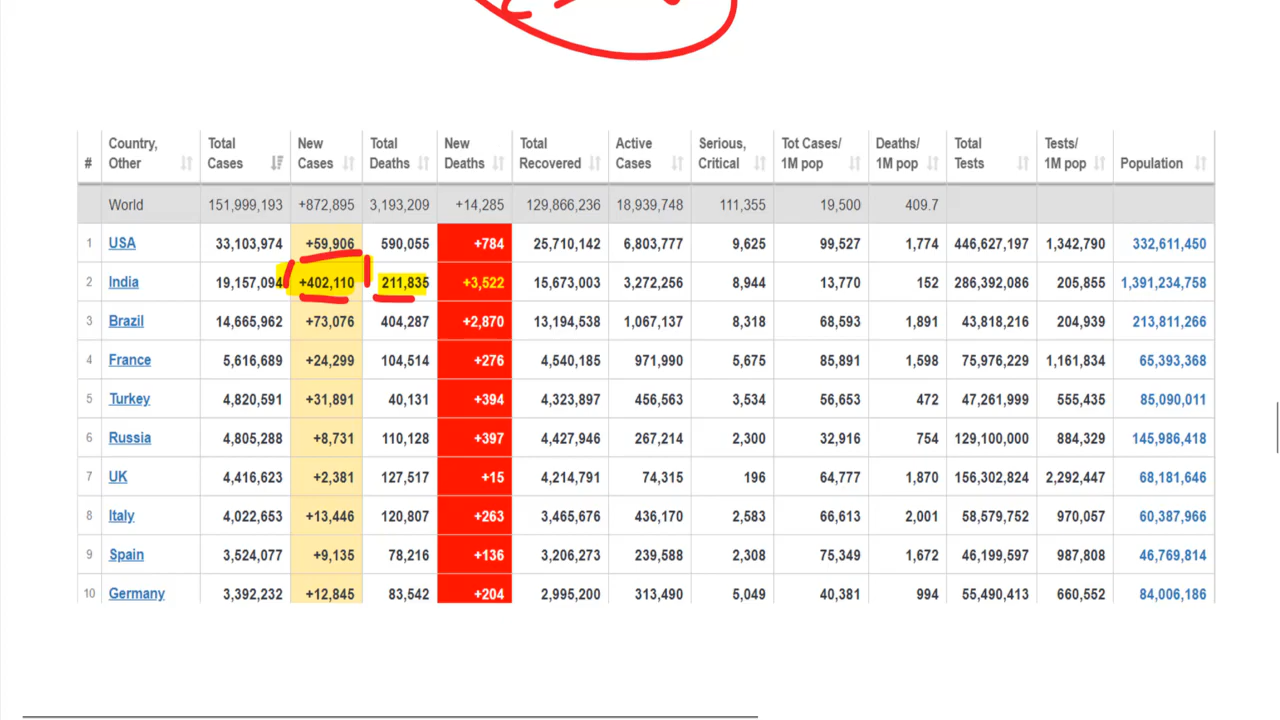 # Country, Other Total Cases New Cases Total Deaths New Deaths Total Recovered Active Cases Serious, Critical Tot Cases/ 1M pop Deaths/ 1M pop Total Tests Tests/ 1M pop Population
World 151,999,193 +872,895 3,193,209 +14,285 129,866,236 18,939,748 111,355 19,500 409.7
1 USA 33,103,974 +59,906 590,055 +784 25,710,142 6,803,777 9,625 99,527 1,774 446,627,197 1,342,790 332,611,450
2 India 19,157,094 +402,110 211,835 +3,522 15,673,003 3,272,256 8,944 13,770 152 286,392,086 205,855 1,391,234,758
3 Brazil 14,665,962 +73,076 404,287 +2,870 13,194,538 1,067,137 8,318 68,593 1,891 43,818,216 204,939 213,811,266
4 France 5,616,689 +24,299 104,514 +276 4,540,185 971,990 5,675 85,891 1,598 75,976,229 1,161,834 65,393,368
5 Turkey 4,820,591 +31,891 40,131 +394 4,323,897 456,563 3,534 56,653 472 47,261,999 555,435 85,090,011
6 Russia 4,805,288 +8,731 110,128 +397 4,427,946 267,214 2,300 32,916 754 129,100,000 884,329 145,986,418
7 UK 4,416,623 +2,381 127,517 +15 4,214,791 74,315 196 64,777 1,870 156,302,824 2,292,447 68,181,646
8 Italy 4,022,653 +13,446 120,807 +263 3,465,676 436,170 2,583 66,613 2,001 58,579,752 970,057 60,387,966
9 Spain 3,524,077 +9,135 78,216 +136 3,206,273 239,588 2,308 75,349 1,672 46,199,597 987,808 46,769,814
10 Germany 3,392,232 +12,845 83,542 +204 2,995,200 313,490 5,049 40,381 994 55,490,413 660,552 84,006,186